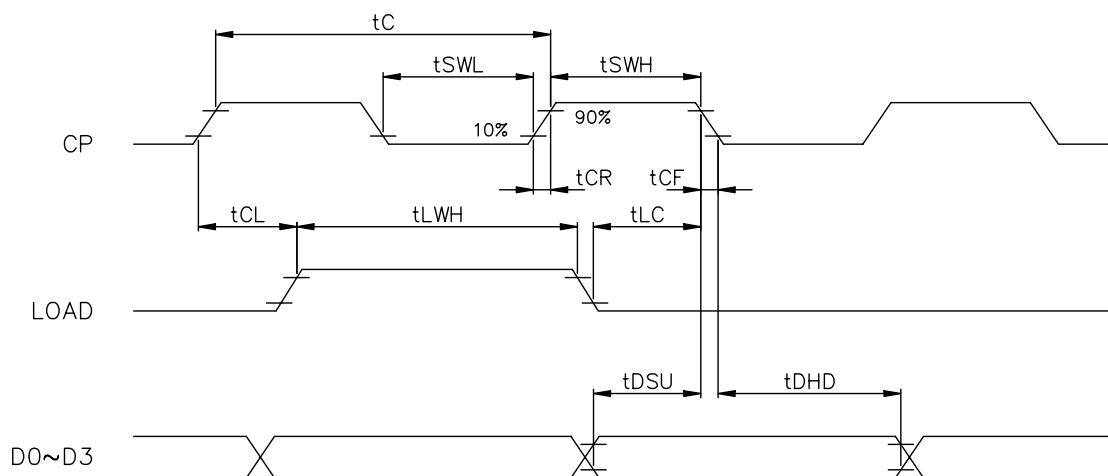 tC
tSWL
tSWH
10%
90%
CP
tCR
tCF
tCL
tLWH
tLC
LOAD
tDSU
tDHD
D0~D3